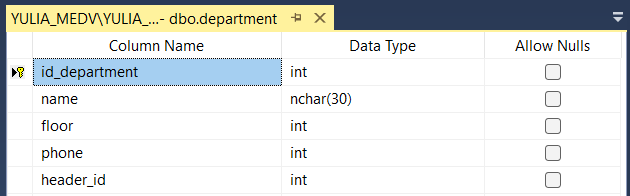 YULIA_MEDV\YULIA_...- dbo.department
Column Name Data Type Allow Nulls
id_department int
name nchar(30)
floor int
phone int
header_id int